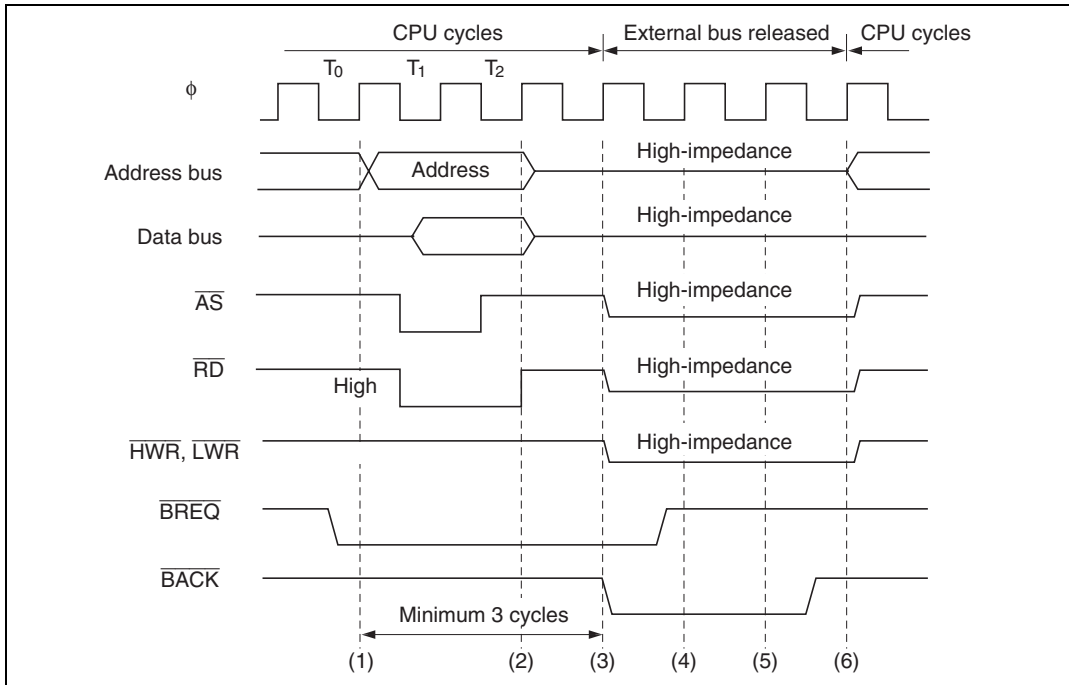 CPU cycles External bus released CPU cycles
T0 T1 T2
φ
Address bus Address High-impedance
Data bus High-impedance
AS High-impedance
RD High High-impedance
HWR, LWR High-impedance
BREQ
BACK
Minimum 3 cycles
(1) (2) (3) (4) (5) (6)